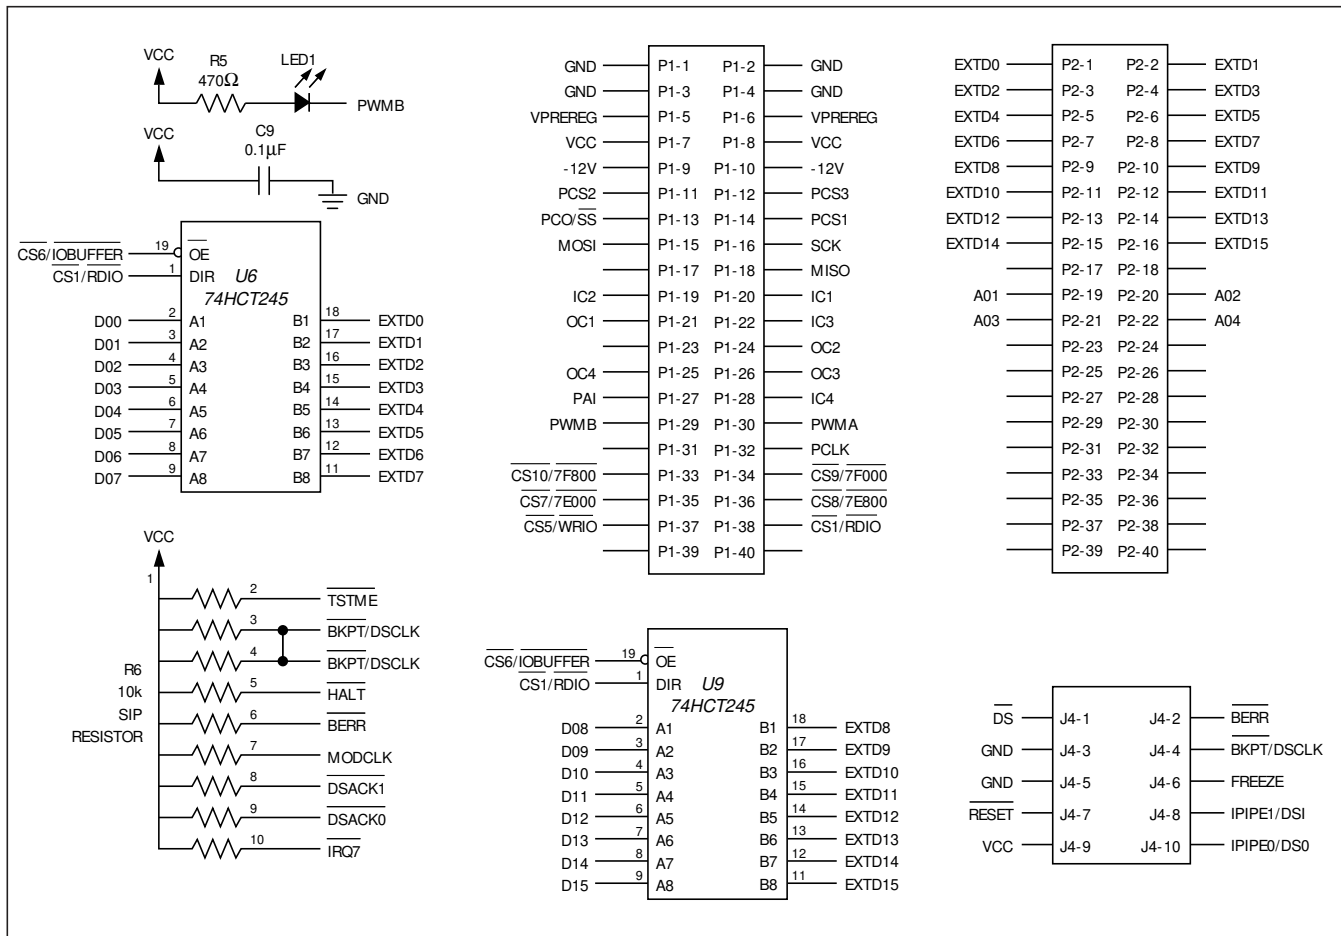 VCC
R5
470Ω
LED1
PWMB
VCC
C9
0.1µF
GND
CS6/IOBUFFER 19 OE
CS1/RDIO 1 DIR
U6
74HCT245
D00 2 A1 B1 18 EXTD0
D01 3 A2 B2 17 EXTD1
D02 4 A3 B3 16 EXTD2
D03 5 A4 B4 15 EXTD3
D04 6 A5 B5 14 EXTD4
D05 7 A6 B6 13 EXTD5
D06 8 A7 B7 12 EXTD6
D07 9 A8 B8 11 EXTD7
VCC
1
R6
10k
SIP
RESISTOR
2 TSTME
3 BKPT/DSCLK
4 BKPT/DSCLK
5 HALT
6 BERR
7 MODCLK
8 DSACK1
9 DSACK0
10 IRQ7
GND P1-1 P1-2 GND
GND P1-3 P1-4 GND
VPREREG P1-5 P1-6 VPREREG
VCC P1-7 P1-8 VCC
-12V P1-9 P1-10 -12V
PCS2 P1-11 P1-12 PCS3
PCO/SS P1-13 P1-14 PCS1
MOSI P1-15 P1-16 SCK
P1-17 P1-18 MISO
IC2 P1-19 P1-20 IC1
OC1 P1-21 P1-22 IC3
P1-23 P1-24 OC2
OC4 P1-25 P1-26 OC3
PAI P1-27 P1-28 IC4
PWMB P1-29 P1-30 PWMA
P1-31 P1-32 PCLK
CS10/7F800 P1-33 P1-34 CS9/7F000
CS7/7E000 P1-35 P1-36 CS8/7E800
CS5/WRIO P1-37 P1-38 CS1/RDIO
P1-39 P1-40
CS6/IOBUFFER 19 OE
CS1/RDIO 1 DIR
U9
74HCT245
D08 2 A1 B1 18 EXTD8
D09 3 A2 B2 17 EXTD9
D10 4 A3 B3 16 EXTD10
D11 5 A4 B4 15 EXTD11
D12 6 A5 B5 14 EXTD12
D13 7 A6 B6 13 EXTD13
D14 8 A7 B7 12 EXTD14
D15 9 A8 B8 11 EXTD15
EXTD0 P2-1 P2-2 EXTD1
EXTD2 P2-3 P2-4 EXTD3
EXTD4 P2-5 P2-6 EXTD5
EXTD6 P2-7 P2-8 EXTD7
EXTD8 P2-9 P2-10 EXTD9
EXTD10 P2-11 P2-12 EXTD11
EXTD12 P2-13 P2-14 EXTD13
EXTD14 P2-15 P2-16 EXTD15
P2-17 P2-18
A01 P2-19 P2-20 A02
A03 P2-21 P2-22 A04
P2-23 P2-24
P2-25 P2-26
P2-27 P2-28
P2-29 P2-30
P2-31 P2-32
P2-33 P2-34
P2-35 P2-36
P2-37 P2-38
P2-39 P2-40
DS J4-1 J4-2 BERR
GND J4-3 J4-4 BKPT/DSCLK
GND J4-5 J4-6 FREEZE
RESET J4-7 J4-8 IPIPE1/DSI
VCC J4-9 J4-10 IPIPE0/DS0